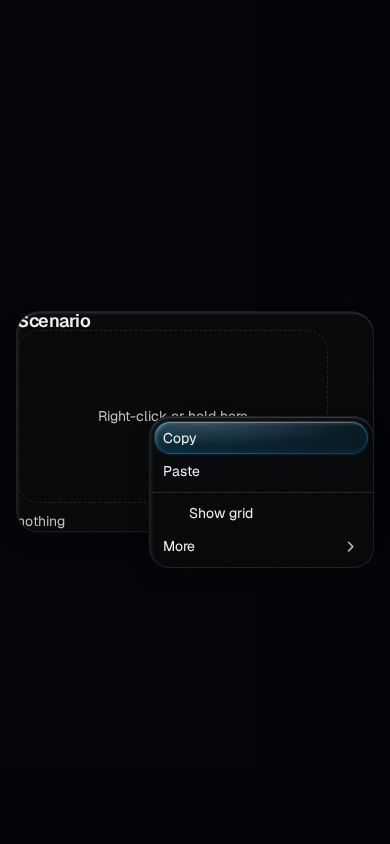 Scenario
Right-click or hold here
Copy
Paste
nothing
Show grid
More